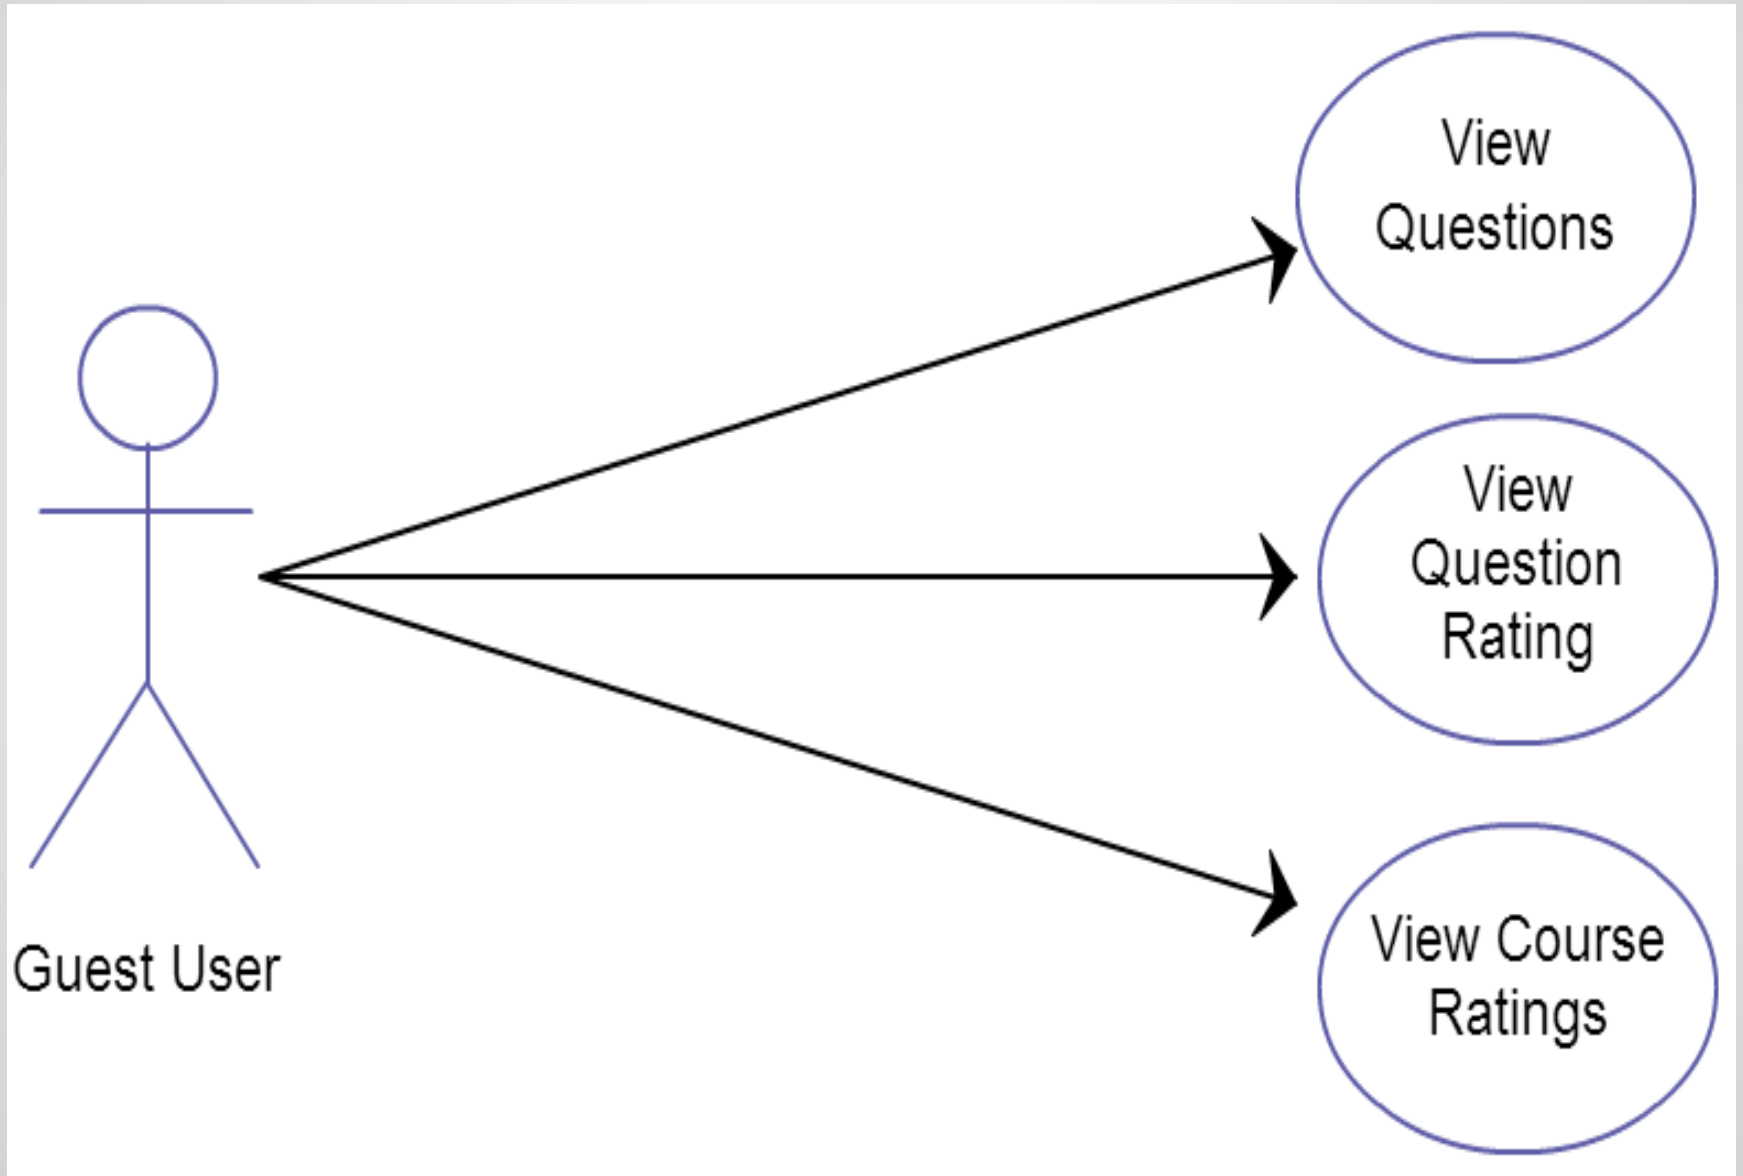 View
Questions
View
Question
Rating
View Course
Ratings
Guest User